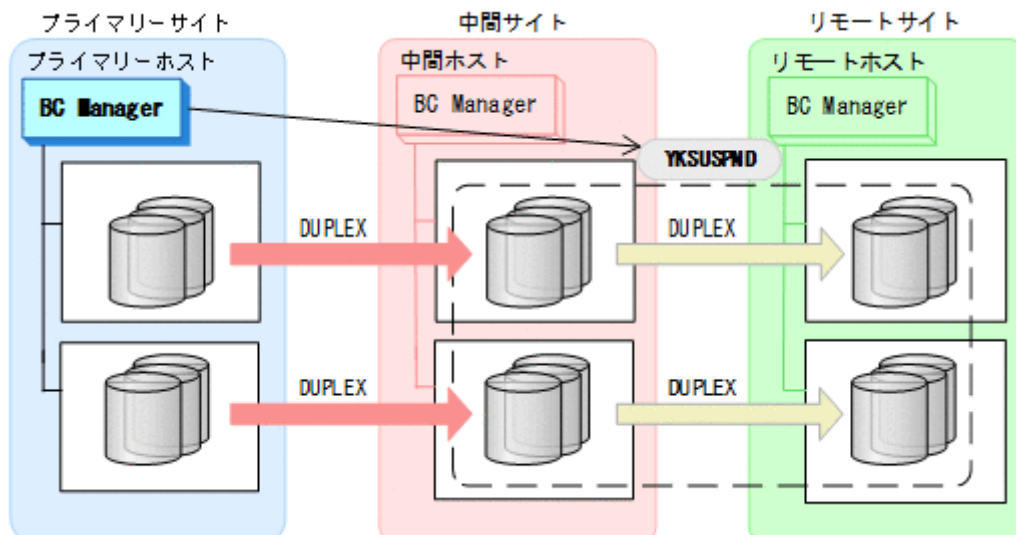 プライマリーサイト
中間サイト
リモートサイト
プライマリーホスト
中間ホスト
リモートホスト
BC Manager
BC Manager
BC Manager
YKSUSPND
DUPLEX
DUPLEX
DUPLEX
DUPLEX